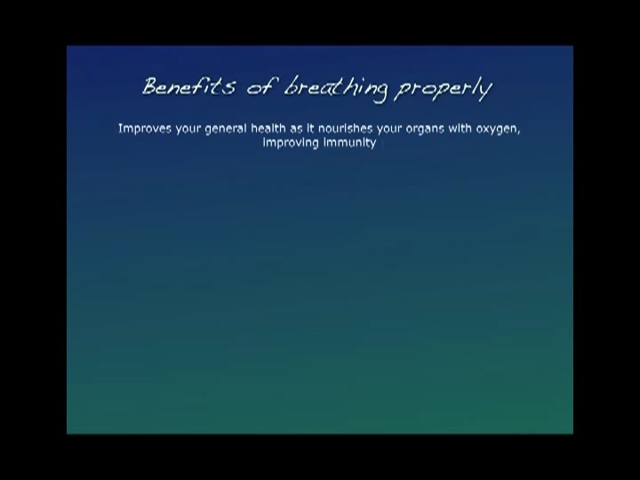 Benefits of breathing properly
Improves your general health as it nourishes your organs with oxygen,
improving immunity